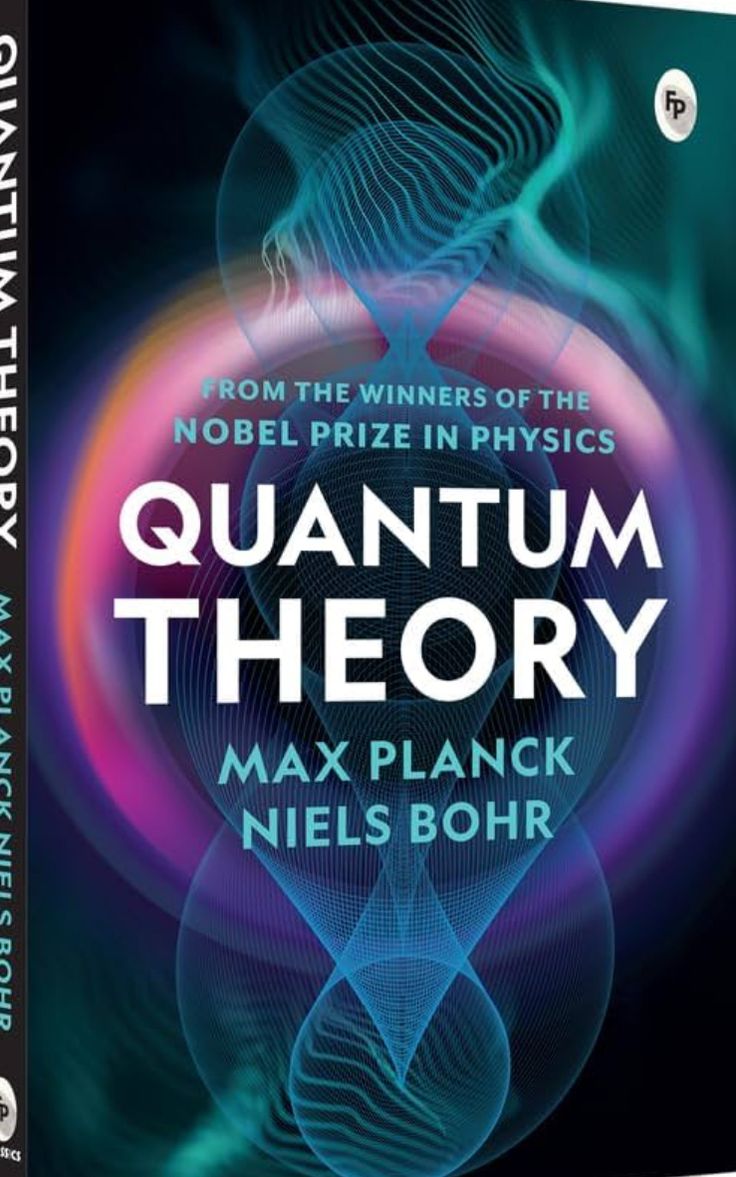 FP
FROM THE WINNERS OF THE
NOBEL PRIZE IN PHYSICS
QUANTUM
THEORY
MAX PLANCK
NIELS BOHR
QUANTUM THEORY MAX PLANCK NIELS BOHR